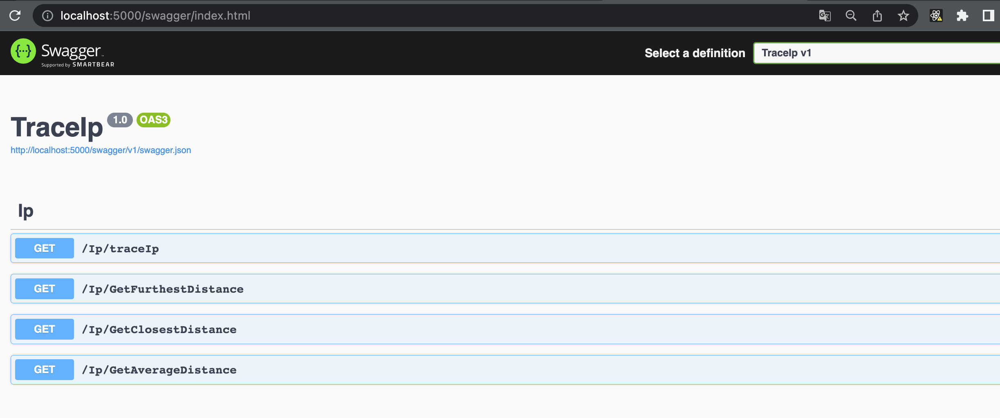 localhost:5000/swagger/index.html
Swagger™
Supported by SMARTBEAR
Select a definition
TraceIp v1
TraceIp 1.0 OAS3
http://localhost:5000/swagger/v1/swagger.json
Ip
GET /Ip/traceIp
GET /Ip/GetFurthestDistance
GET /Ip/GetClosestDistance
GET /Ip/GetAverageDistance